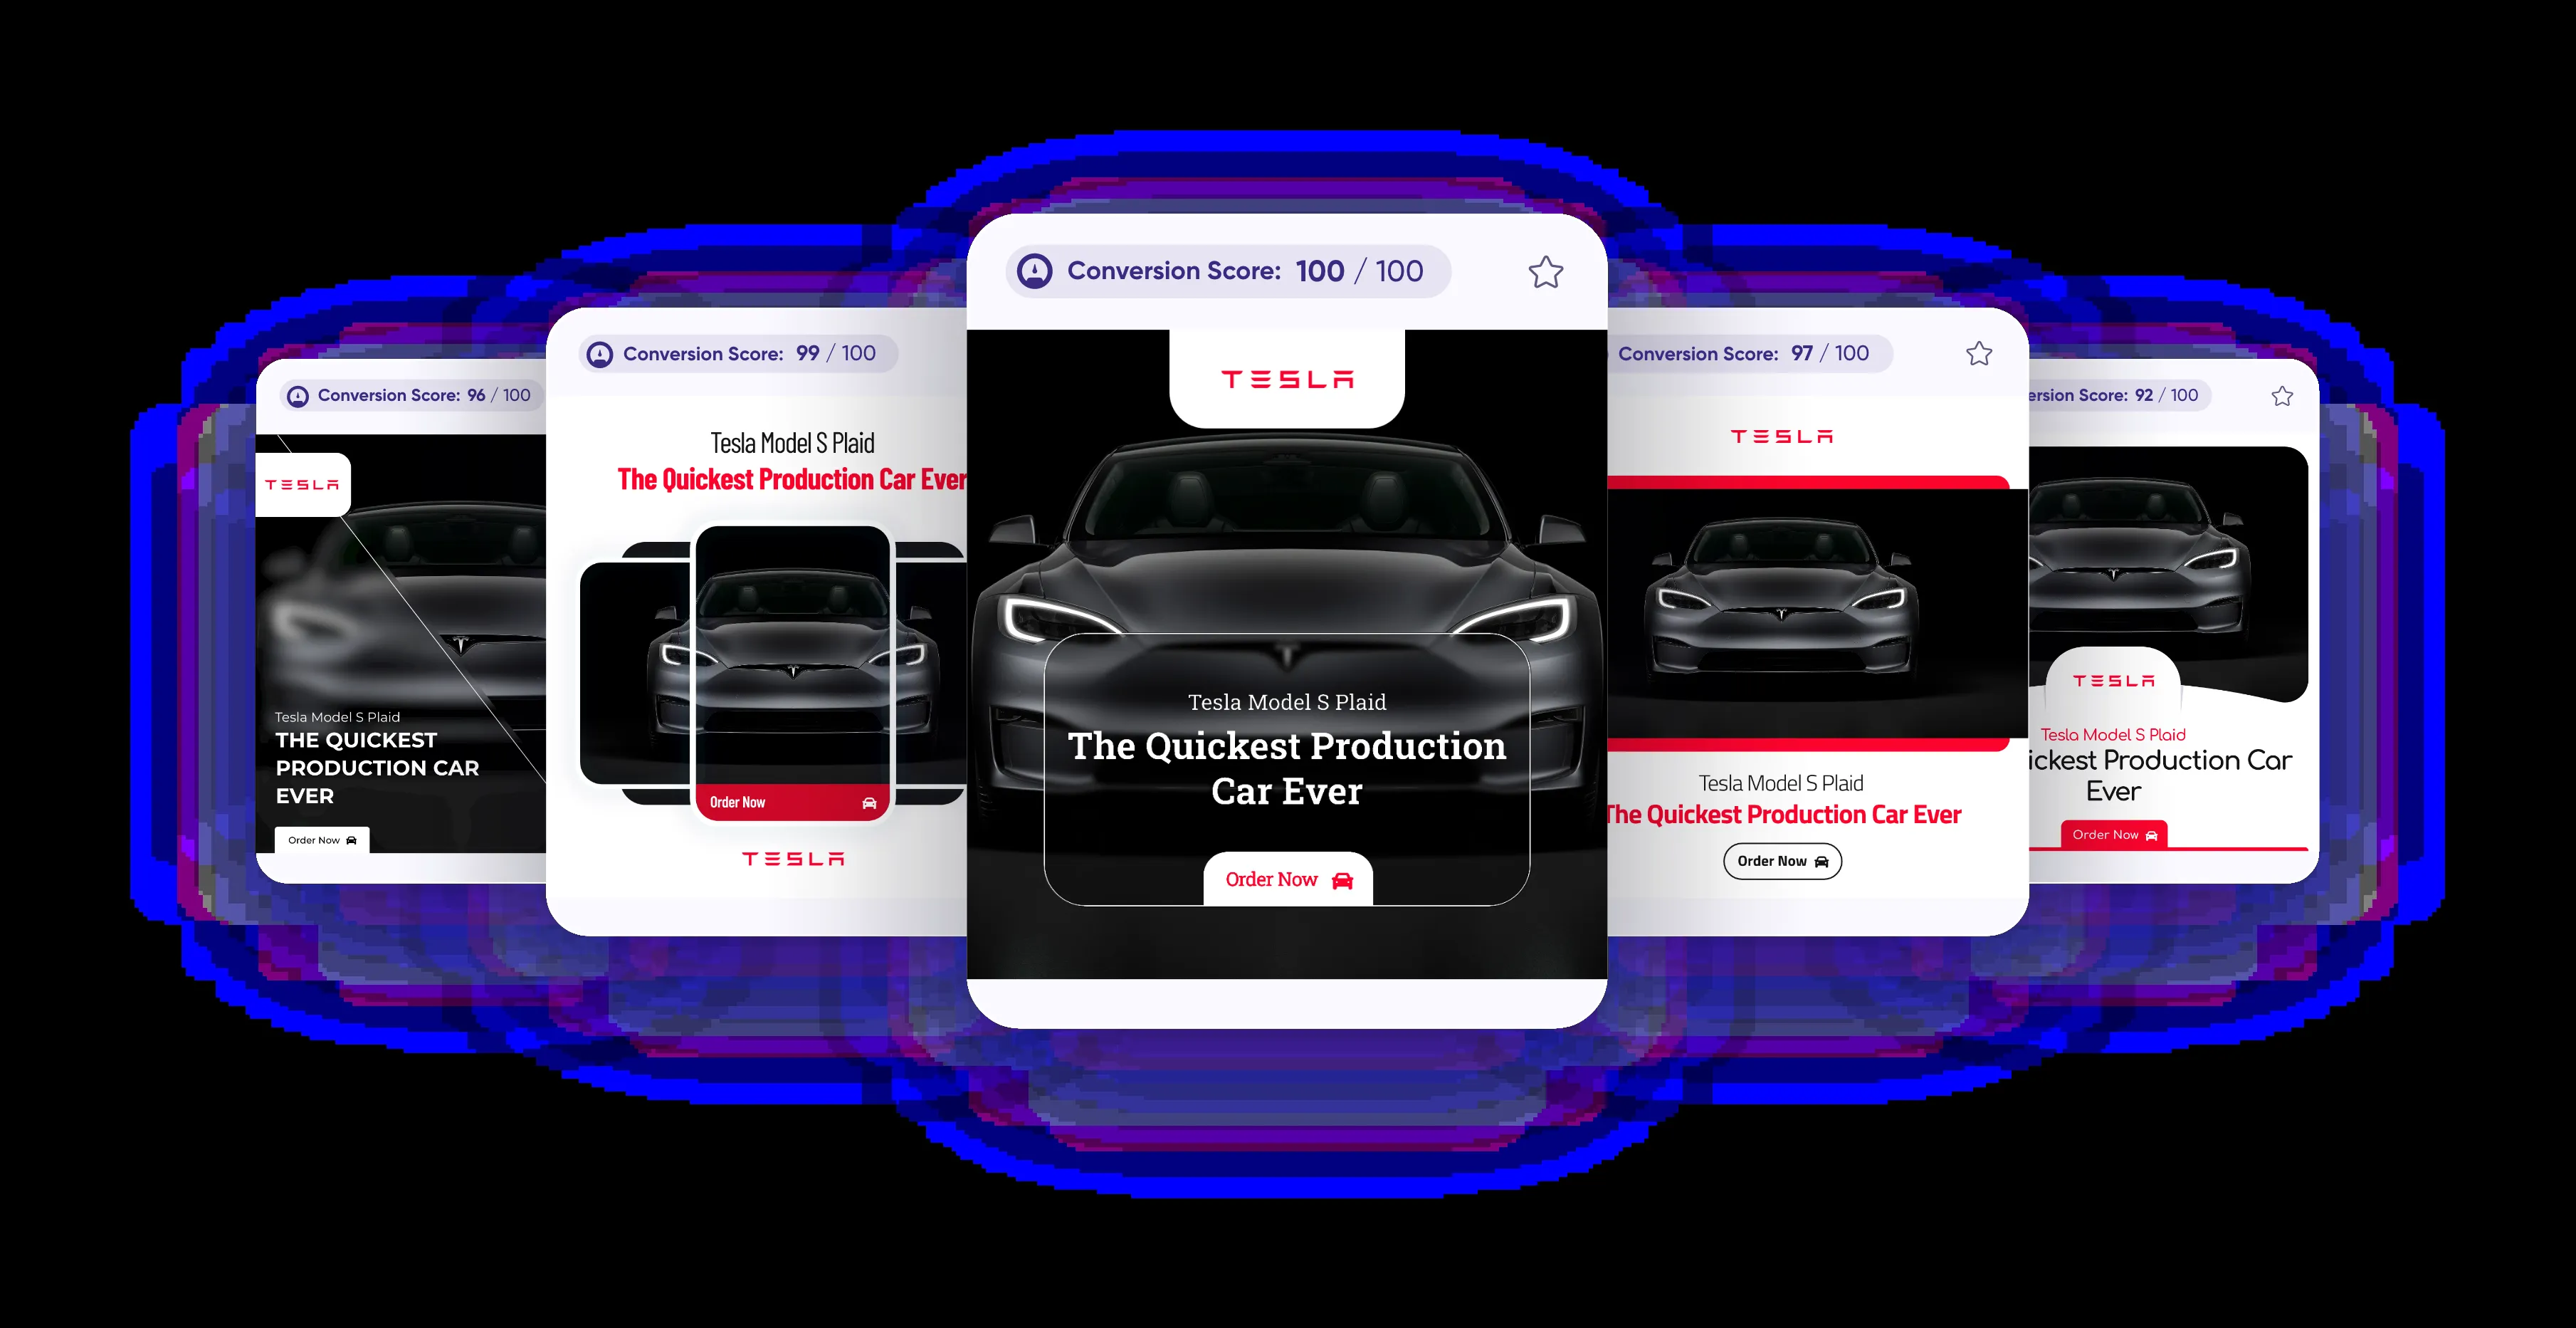 Conversion Score: 96 / 100
TESLA
Tesla Model S Plaid
THE QUICKEST
PRODUCTION CAR
EVER
Order Now
Conversion Score: 99 / 100
Tesla Model S Plaid
The Quickest Production Car Ever
Order Now
TESLA
Conversion Score: 100 / 100
TESLA
Tesla Model S Plaid
The Quickest Production
Car Ever
Order Now
Conversion Score: 97 / 100
TESLA
Tesla Model S Plaid
The Quickest Production Car Ever
Order Now
ersion Score: 92 / 100
TESLA
Tesla Model S Plaid
ickest Production Car
Ever
Order Now